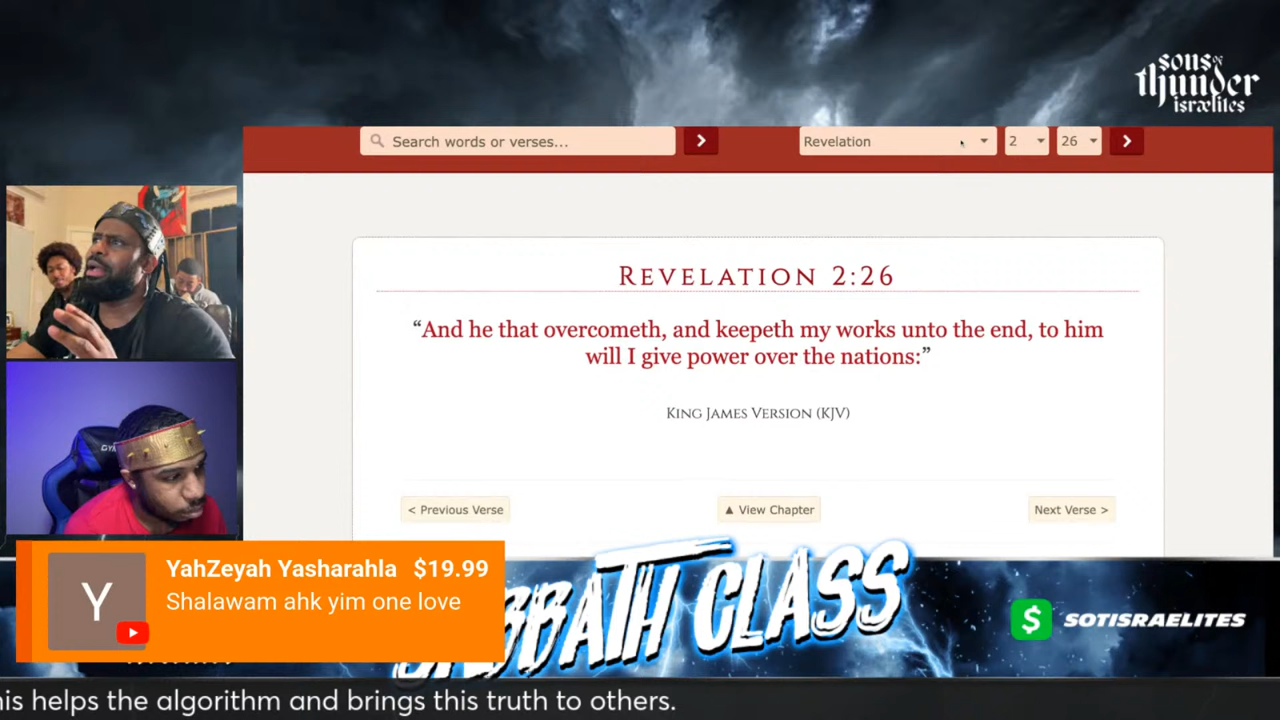 sons of
thunder
israelites
Search words or verses...
Revelation
2
26
REVELATION 2:26
“And he that overcometh, and keepeth my works unto the end, to him
will I give power over the nations:”
KING JAMES VERSION (KJV)
< Previous Verse
▲ View Chapter
Next Verse >
YahZeyah Yasharahla $19.99
Y
Shalawam ahk yim one love
CLASS
$ SOTISRAELITES
helps the algorithm and brings this truth to others.